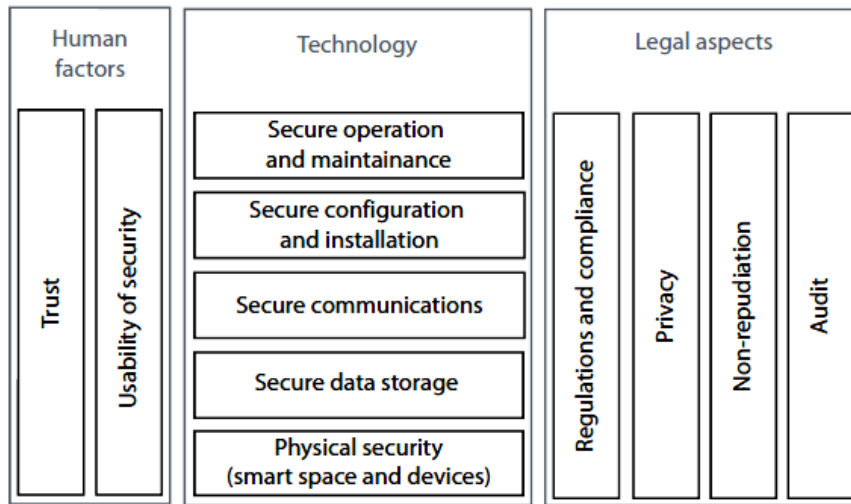 Human
factors
Trust
Usability of security
Technology
Secure operation
and maintainance
Secure configuration
and installation
Secure communications
Secure data storage
Physical security
(smart space and devices)
Legal aspects
Regulations and compliance
Privacy
Non-repudiation
Audit